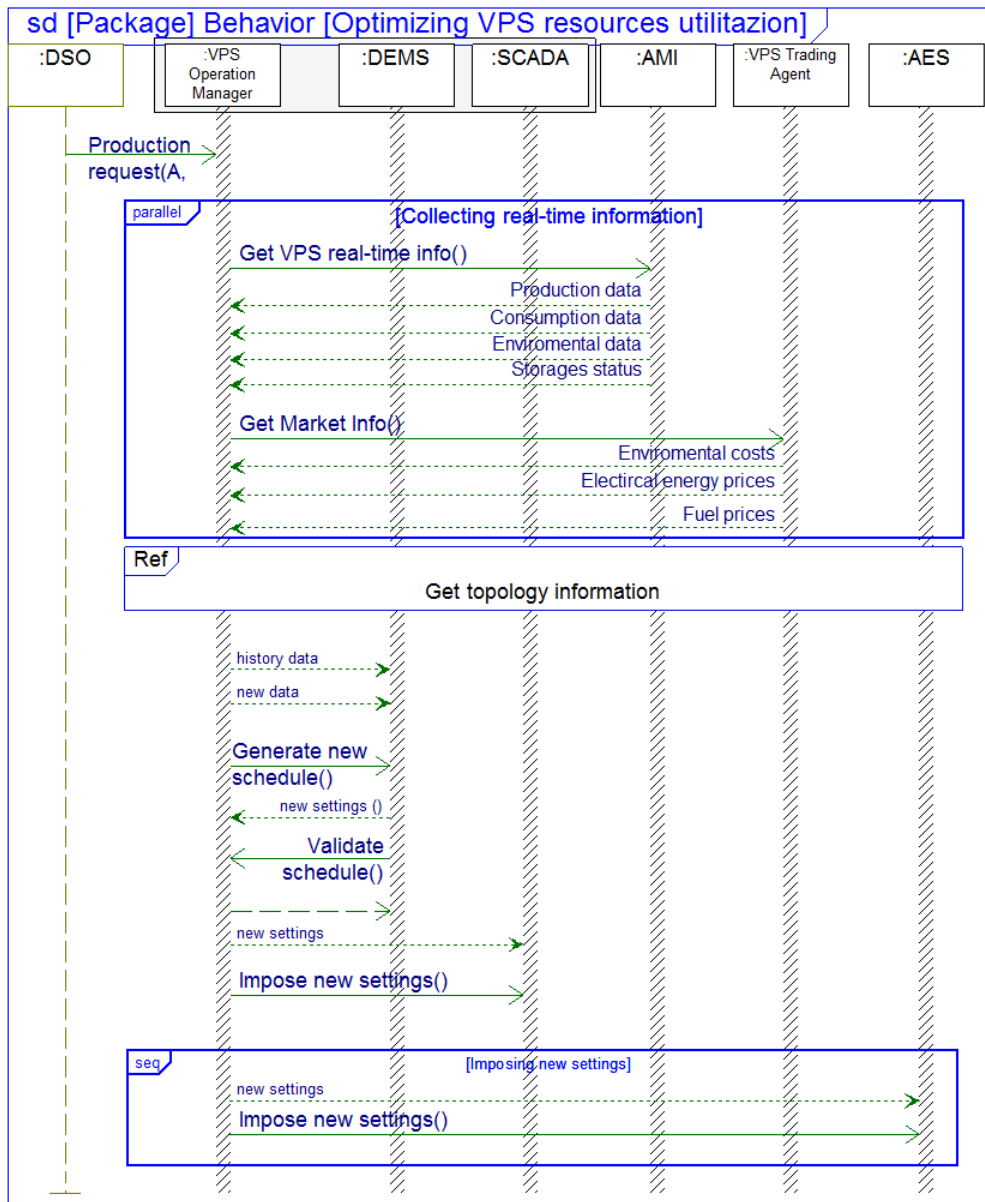 sd [Package] Behavior [Optimizing VPS resources utilitazion]
:DSO
:VPS
Operation
Manager
:DEMS
:SCADA
:AMI
:VPS Trading
Agent
:AES
Production
request(A,
parallel
[Collecting real-time information]
Get VPS real-time info()
Production data
Consumption data
Enviromental data
Storages status
Get Market Info()
Enviromental costs
Electircal energy prices
Fuel prices
Ref
Get topology information
history data
new data
Generate new
schedule()
new settings ()
Validate
schedule()
new settings
Impose new settings()
seq
[Imposing new settings]
new settings
Impose new settings()